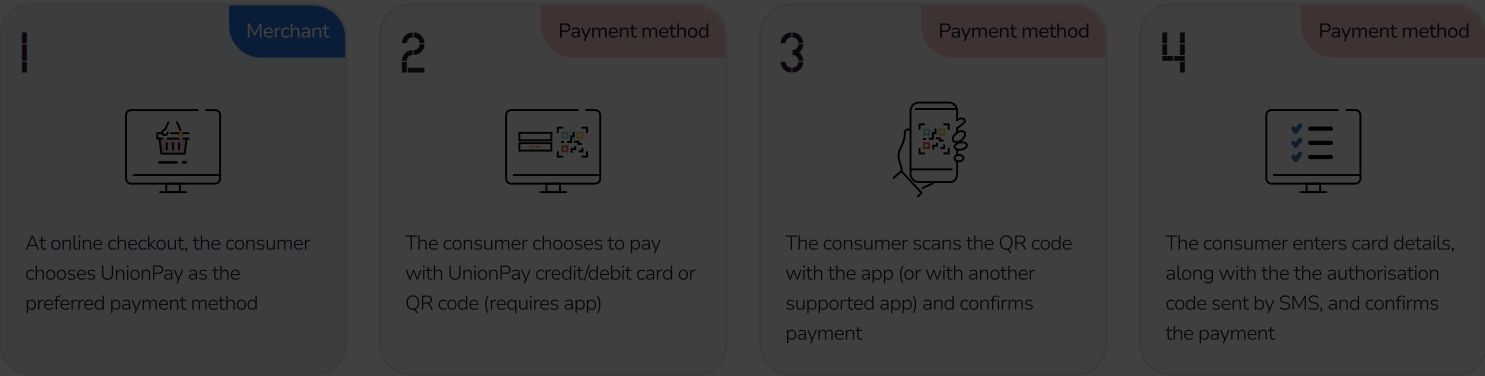 1
Merchant
At online checkout, the consumer
chooses UnionPay as the
preferred payment method
2
Payment method
The consumer chooses to pay
with UnionPay credit/debit card or
QR code (requires app)
3
Payment method
The consumer scans the QR code
with the app (or with another
supported app) and confirms
payment
4
Payment method
The consumer enters card details,
along with the the authorisation
code sent by SMS, and confirms
the payment